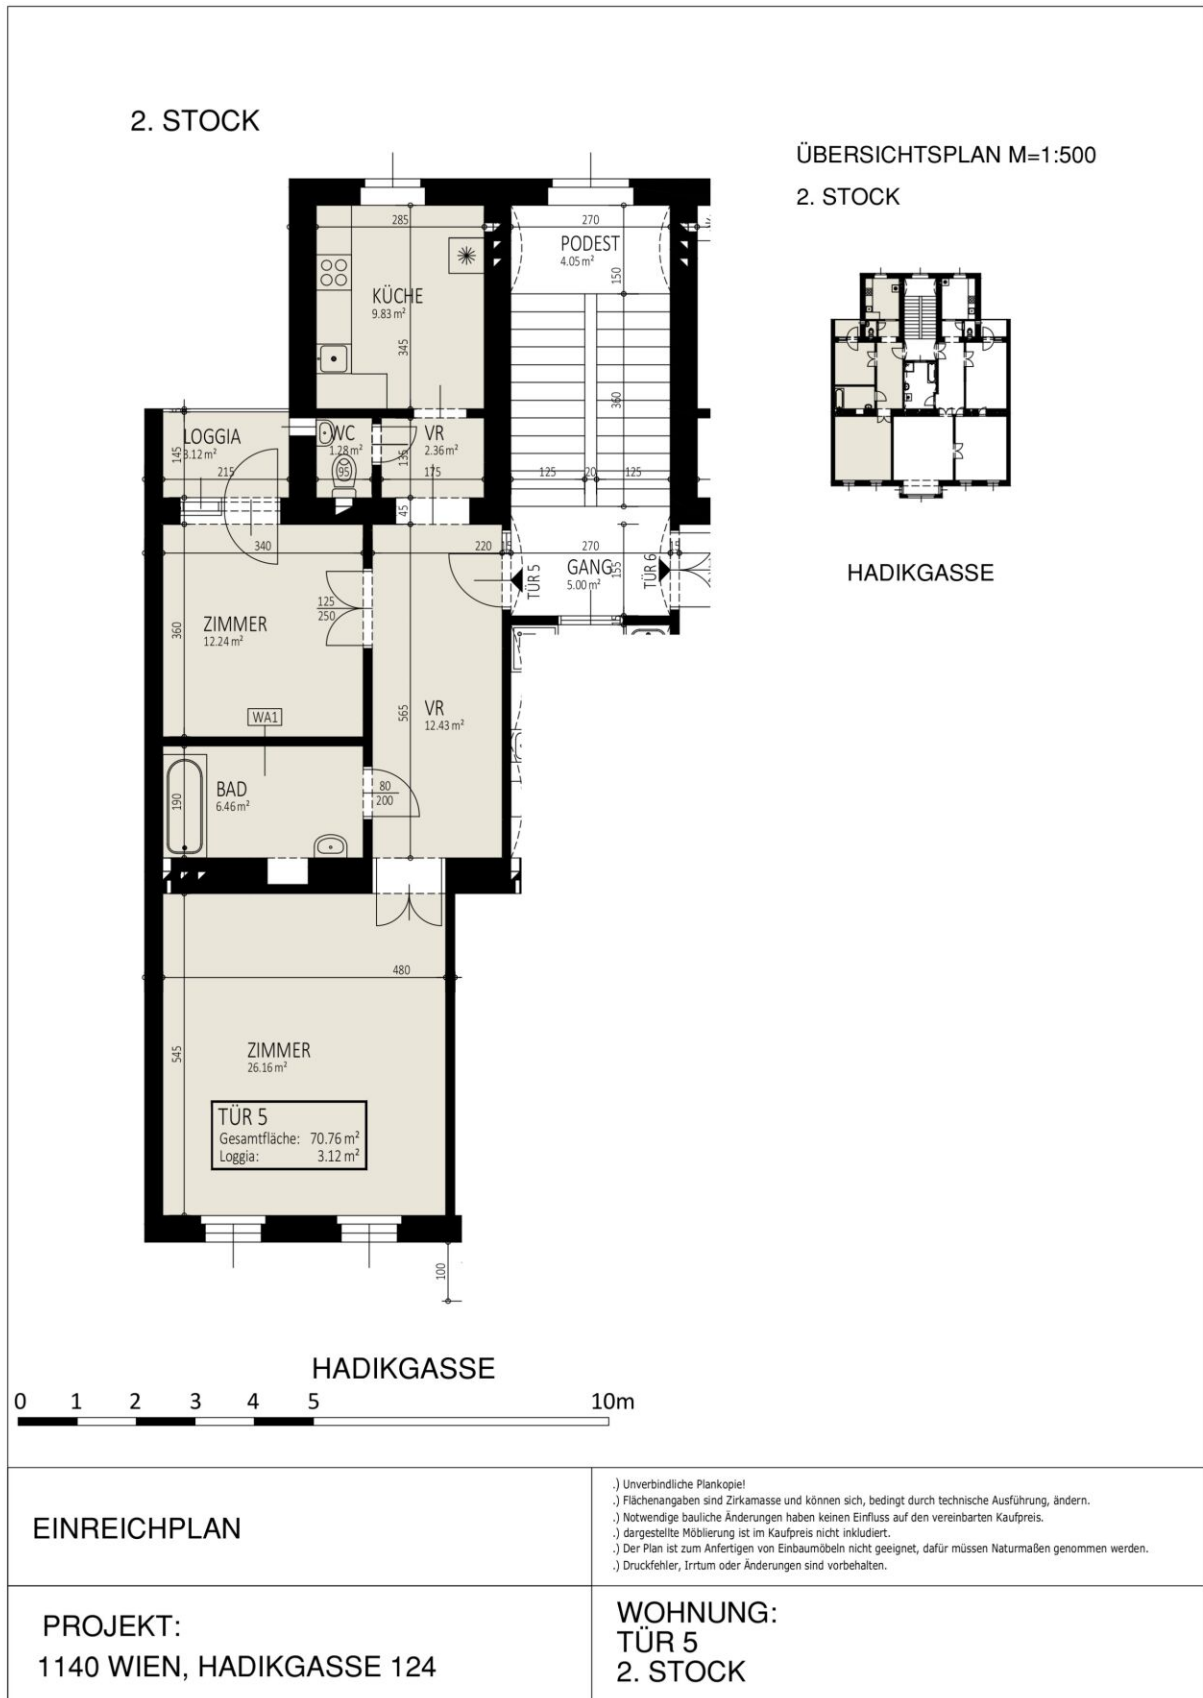 2. STOCK
ÜBERSICHTSPLAN M=1:500
2. STOCK
285
270
PODEST
4.05 m²
150
KÜCHE
9.83 m²
345
360
LOGGIA
3.12 m²
145
215
WC
1.28 m²
95
VR
2.36 m²
135
175
125
20
125
45
340
220
15
270
15
GANG
5.00 m²
155
TÜR 5
TÜR 6
15
HADIKGASSE
ZIMMER
12.24 m²
360
125
250
WA1
VR
12.43 m²
565
BAD
6.46 m²
190
80
200
480
545
ZIMMER
26.16 m²
TÜR 5
Gesamtfläche: 70.76 m²
Loggia: 3.12 m²
100
HADIKGASSE
0 1 2 3 4 5 10m
EINREICHPLAN
.) Unverbindliche Plankopie!
.) Flächenangaben sind Zirkamasse und können sich, bedingt durch technische Ausführung, ändern.
.) Notwendige bauliche Änderungen haben keinen Einfluss auf den vereinbarten Kaufpreis.
.) dargestellte Möblierung ist im Kaufpreis nicht inkludiert.
.) Der Plan ist zum Anfertigen von Einbaumöbeln nicht geeignet, dafür müssen Naturmaßen genommen werden.
.) Druckfehler, Irrtum oder Änderungen sind vorbehalten.
PROJEKT:
1140 WIEN, HADIKGASSE 124
WOHNUNG:
TÜR 5
2. STOCK